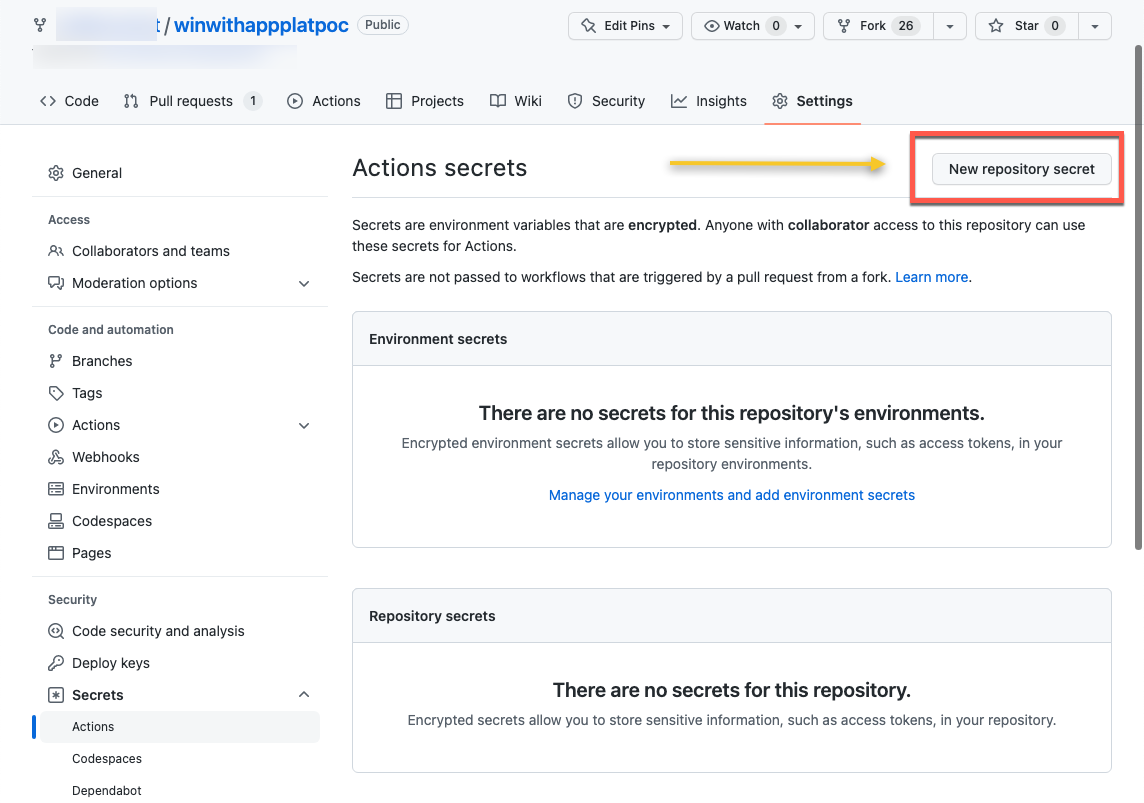 t / winwithappplatpoc Public
Edit Pins Watch 0 Fork 26 Star 0
Code Pull requests 1 Actions Projects Wiki Security Insights Settings
General
Access
Collaborators and teams
Moderation options
Code and automation
Branches
Tags
Actions
Webhooks
Environments
Codespaces
Pages
Security
Code security and analysis
Deploy keys
Secrets
Actions
Codespaces
Dependabot
Actions secrets
New repository secret
Secrets are environment variables that are encrypted. Anyone with collaborator access to this repository can use
these secrets for Actions.
Secrets are not passed to workflows that are triggered by a pull request from a fork. Learn more.
Environment secrets
There are no secrets for this repository's environments.
Encrypted environment secrets allow you to store sensitive information, such as access tokens, in your
repository environments.
Manage your environments and add environment secrets
Repository secrets
There are no secrets for this repository.
Encrypted secrets allow you to store sensitive information, such as access tokens, in your repository.